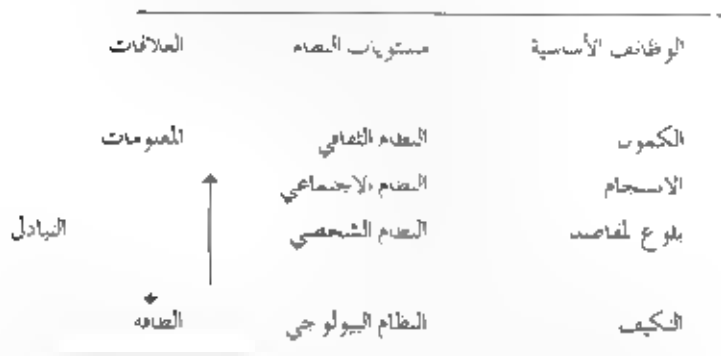 الوظائف الأساسية مستويات النظام العلاقات
الكمون النظام الثقافي المعلومات
الانسجام النظام الاجتماعي
بلوغ المقاصد النظام الشخصي التبادل
التكيف النظام البيولوجي الطاقة